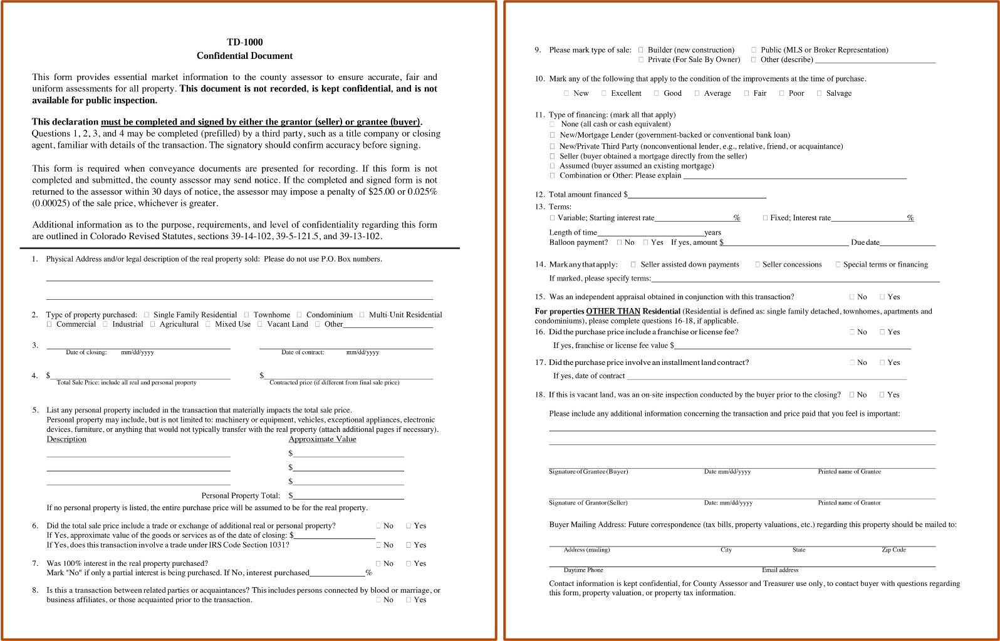 TD-1000
Confidential Document
This form provides essential market information to the county assessor to ensure accurate, fair and
uniform assessments for all property. This document is not recorded, is kept confidential, and is not
available for public inspection.
This declaration must be completed and signed by either the grantor (seller) or grantee (buyer).
Questions 1, 2, 3, and 4 may be completed (prefilled) by a third party, such as a title company or closing
agent, familiar with details of the transaction. The signatory should confirm accuracy before signing.
This form is required when conveyance documents are presented for recording. If this form is not
completed and submitted, the county assessor may send notice. If the completed and signed form is not
returned to the assessor within 30 days of notice, the assessor may impose a penalty of $25.00 or 0.025%
(0.00025) of the sale price, whichever is greater.
Additional information as to the purpose, requirements, and level of confidentiality regarding this form
are outlined in Colorado Revised Statutes, sections 39-14-102, 39-5-121.5, and 39-13-102.
1. Physical Address and/or legal description of the real property sold: Please do not use P.O. Box numbers.
2. Type of property purchased: □ Single Family Residential □ Townhome □ Condominium □ Multi-Unit Residential
□ Commercial □ Industrial □ Agricultural □ Mixed Use □ Vacant Land □ Other
3.
Date of closing: mm/dd/yyyy Date of contract: mm/dd/yyyy
4. $ $
Total Sale Price: include all real and personal property Contracted price (if different from final sale price)
5. List any personal property included in the transaction that materially impacts the total sale price.
Personal property may include, but is not limited to: machinery or equipment, vehicles, exceptional appliances, electronic
devices, furniture, or anything that would not typically transfer with the real property (attach additional pages if necessary).
Description Approximate Value
$
$
$
Personal Property Total: $
If no personal property is listed, the entire purchase price will be assumed to be for the real property.
6. Did the total sale price include a trade or exchange of additional real or personal property? □ No □ Yes
If Yes, approximate value of the goods or services as of the date of closing: $
If Yes, does this transaction involve a trade under IRS Code Section 1031? □ No □ Yes
7. Was 100% interest in the real property purchased? □ No □ Yes
Mark "No" if only a partial interest is being purchased. If No, interest purchased %
8. Is this a transaction between related parties or acquaintances? This includes persons connected by blood or marriage, or
business affiliates, or those acquainted prior to the transaction. □ No □ Yes
9. Please mark type of sale: □ Builder (new construction) □ Public (MLS or Broker Representation)
□ Private (For Sale By Owner) □ Other (describe)
10. Mark any of the following that apply to the condition of the improvements at the time of purchase.
□ New □ Excellent □ Good □ Average □ Fair □ Poor □ Salvage
11. Type of financing: (mark all that apply)
□ None (all cash or cash equivalent)
□ New/Mortgage Lender (government-backed or conventional bank loan)
□ New/Private Third Party (nonconventional lender, e.g., relative, friend, or acquaintance)
□ Seller (buyer obtained a mortgage directly from the seller)
□ Assumed (buyer assumed an existing mortgage)
□ Combination or Other: Please explain
12. Total amount financed $
13. Terms:
□ Variable; Starting interest rate % □ Fixed; Interest rate %
Length of time years
Balloon payment? □ No □ Yes If yes, amount $ Due date
14. Mark any that apply: □ Seller assisted down payments □ Seller concessions □ Special terms or financing
If marked, please specify terms:
15. Was an independent appraisal obtained in conjunction with this transaction? □ No □ Yes
For properties OTHER THAN Residential (Residential is defined as: single family detached, townhomes, apartments and
condominiums), please complete questions 16-18, if applicable.
16. Did the purchase price include a franchise or license fee? □ No □ Yes
If yes, franchise or license fee value $
17. Did the purchase price involve an installment land contract? □ No □ Yes
If yes, date of contract
18. If this is vacant land, was an on-site inspection conducted by the buyer prior to the closing? □ No □ Yes
Please include any additional information concerning the transaction and price paid that you feel is important:
Signature of Grantee (Buyer) Date mm/dd/yyyy Printed name of Grantee
Signature of Grantor(Seller) Date: mm/dd/yyyy Printed name of Grantor
Buyer Mailing Address: Future correspondence (tax bills, property valuations, etc.) regarding this property should be mailed to:
Address (mailing) City State Zip Code
Daytime Phone Email address
Contact information is kept confidential, for County Assessor and Treasurer use only, to contact buyer with questions regarding
this form, property valuation, or property tax information.